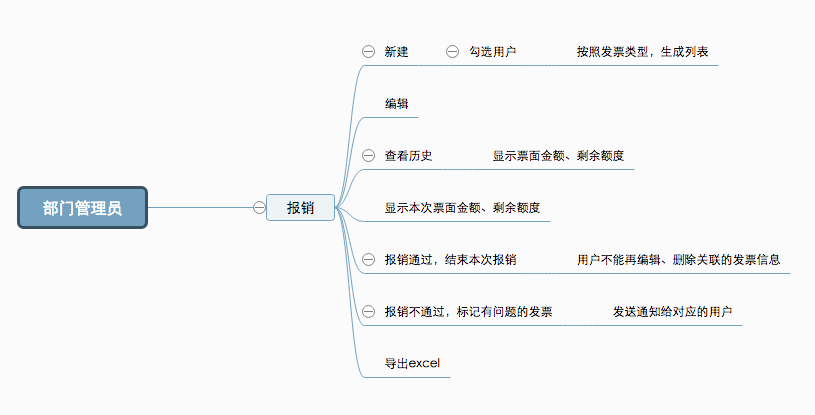 新建
勾选用户
按照发票类型，生成列表
编辑
查看历史
显示票面金额、剩余额度
部门管理员
报销
显示本次票面金额、剩余额度
报销通过，结束本次报销
用户不能再编辑、删除关联的发票信息
报销不通过，标记有问题的发票
发送通知给对应的用户
导出excel